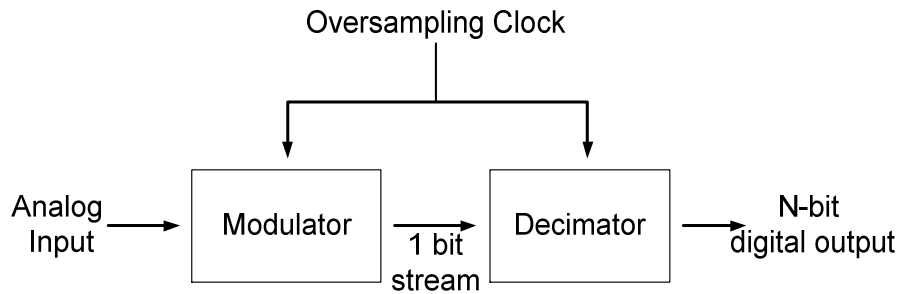 Oversampling Clock
Analog
Input
Modulator
1 bit
stream
Decimator
N-bit
digital output